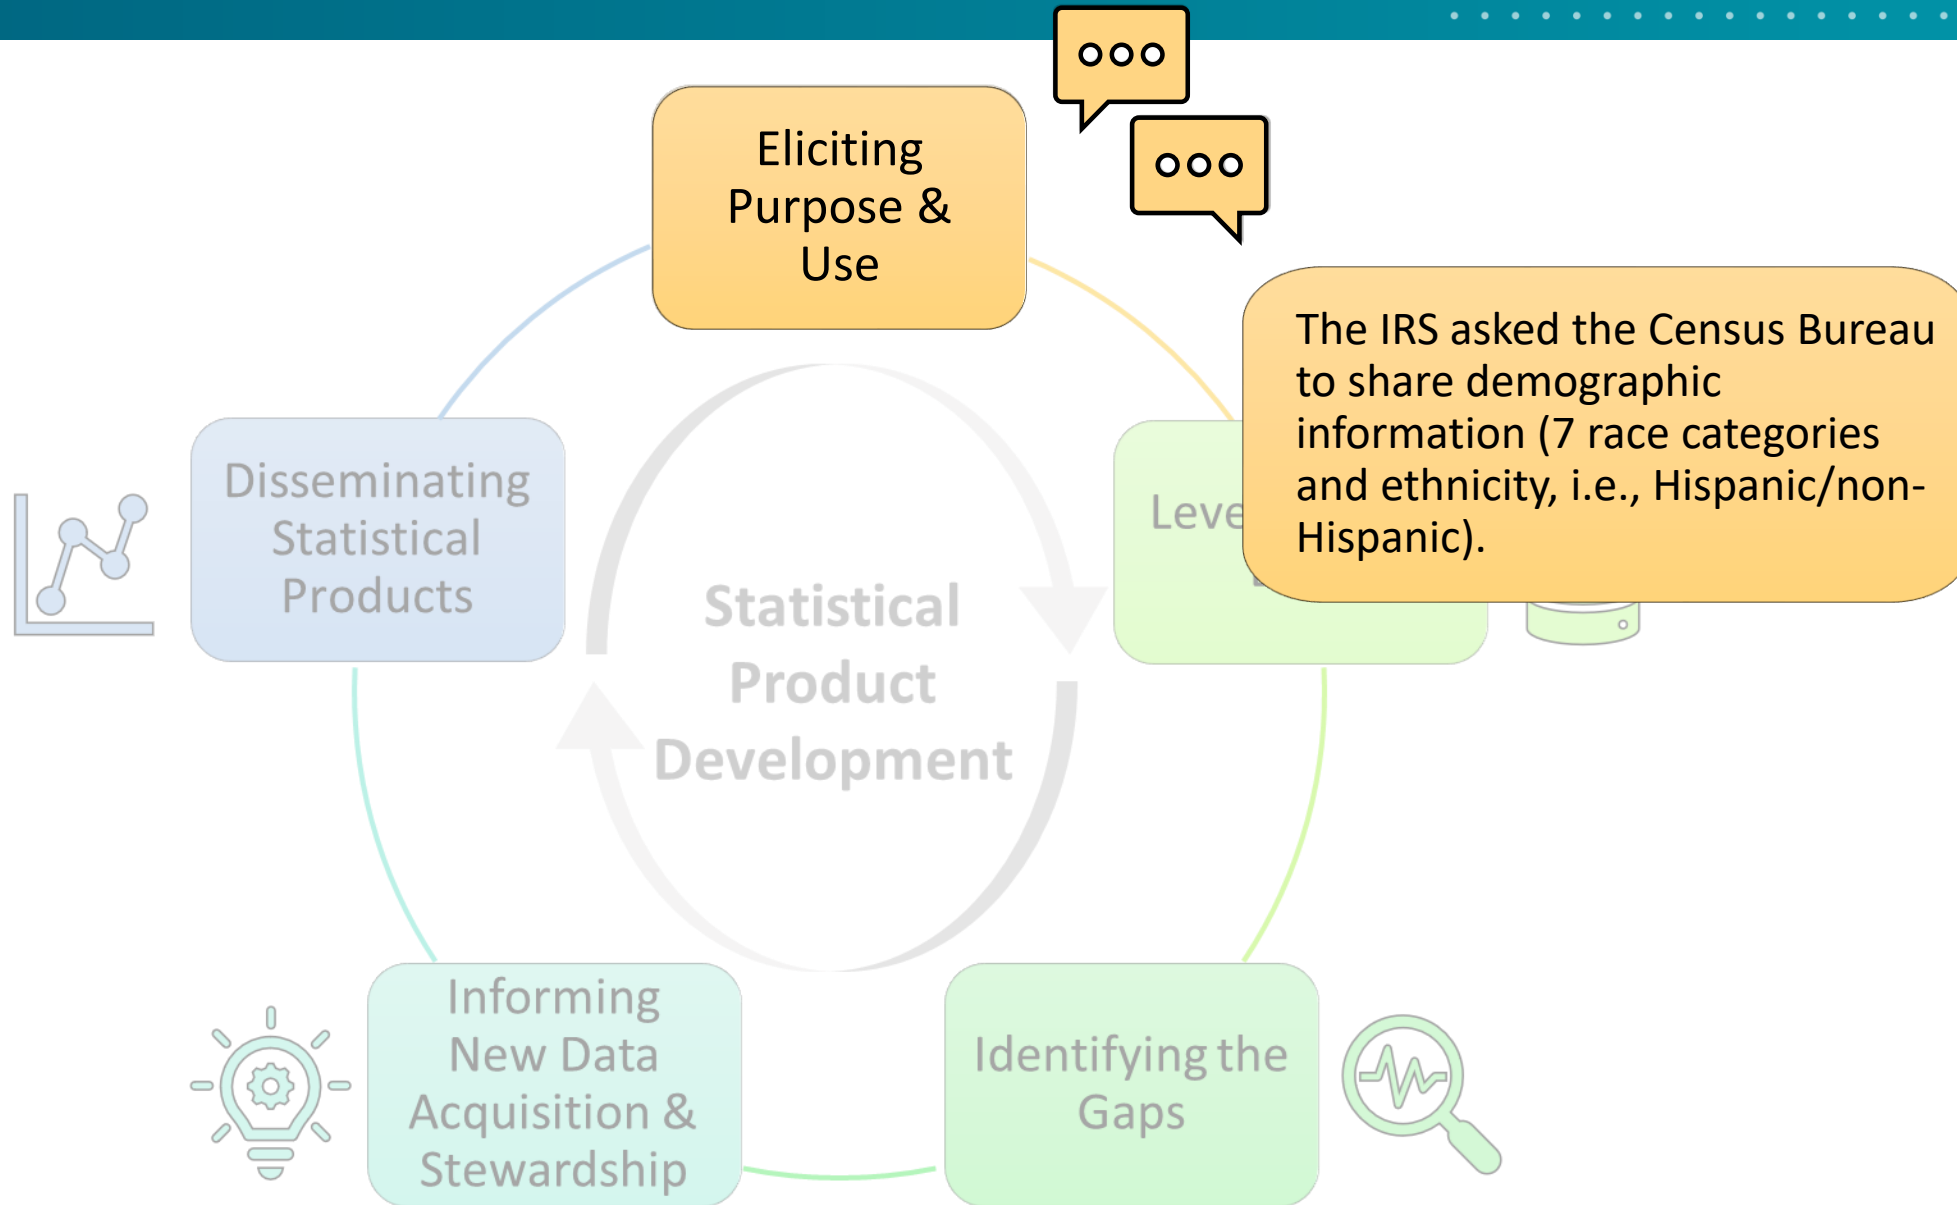 Eliciting
Purpose &
Use
The IRS asked the Census Bureau
to share demographic
information (7 race categories
and ethnicity, i.e., Hispanic/non-
Hispanic).
Disseminating
Statistical
Products
Statistical
Product
Development
Informing
New Data
Acquisition &
Stewardship
Identifying the
Gaps